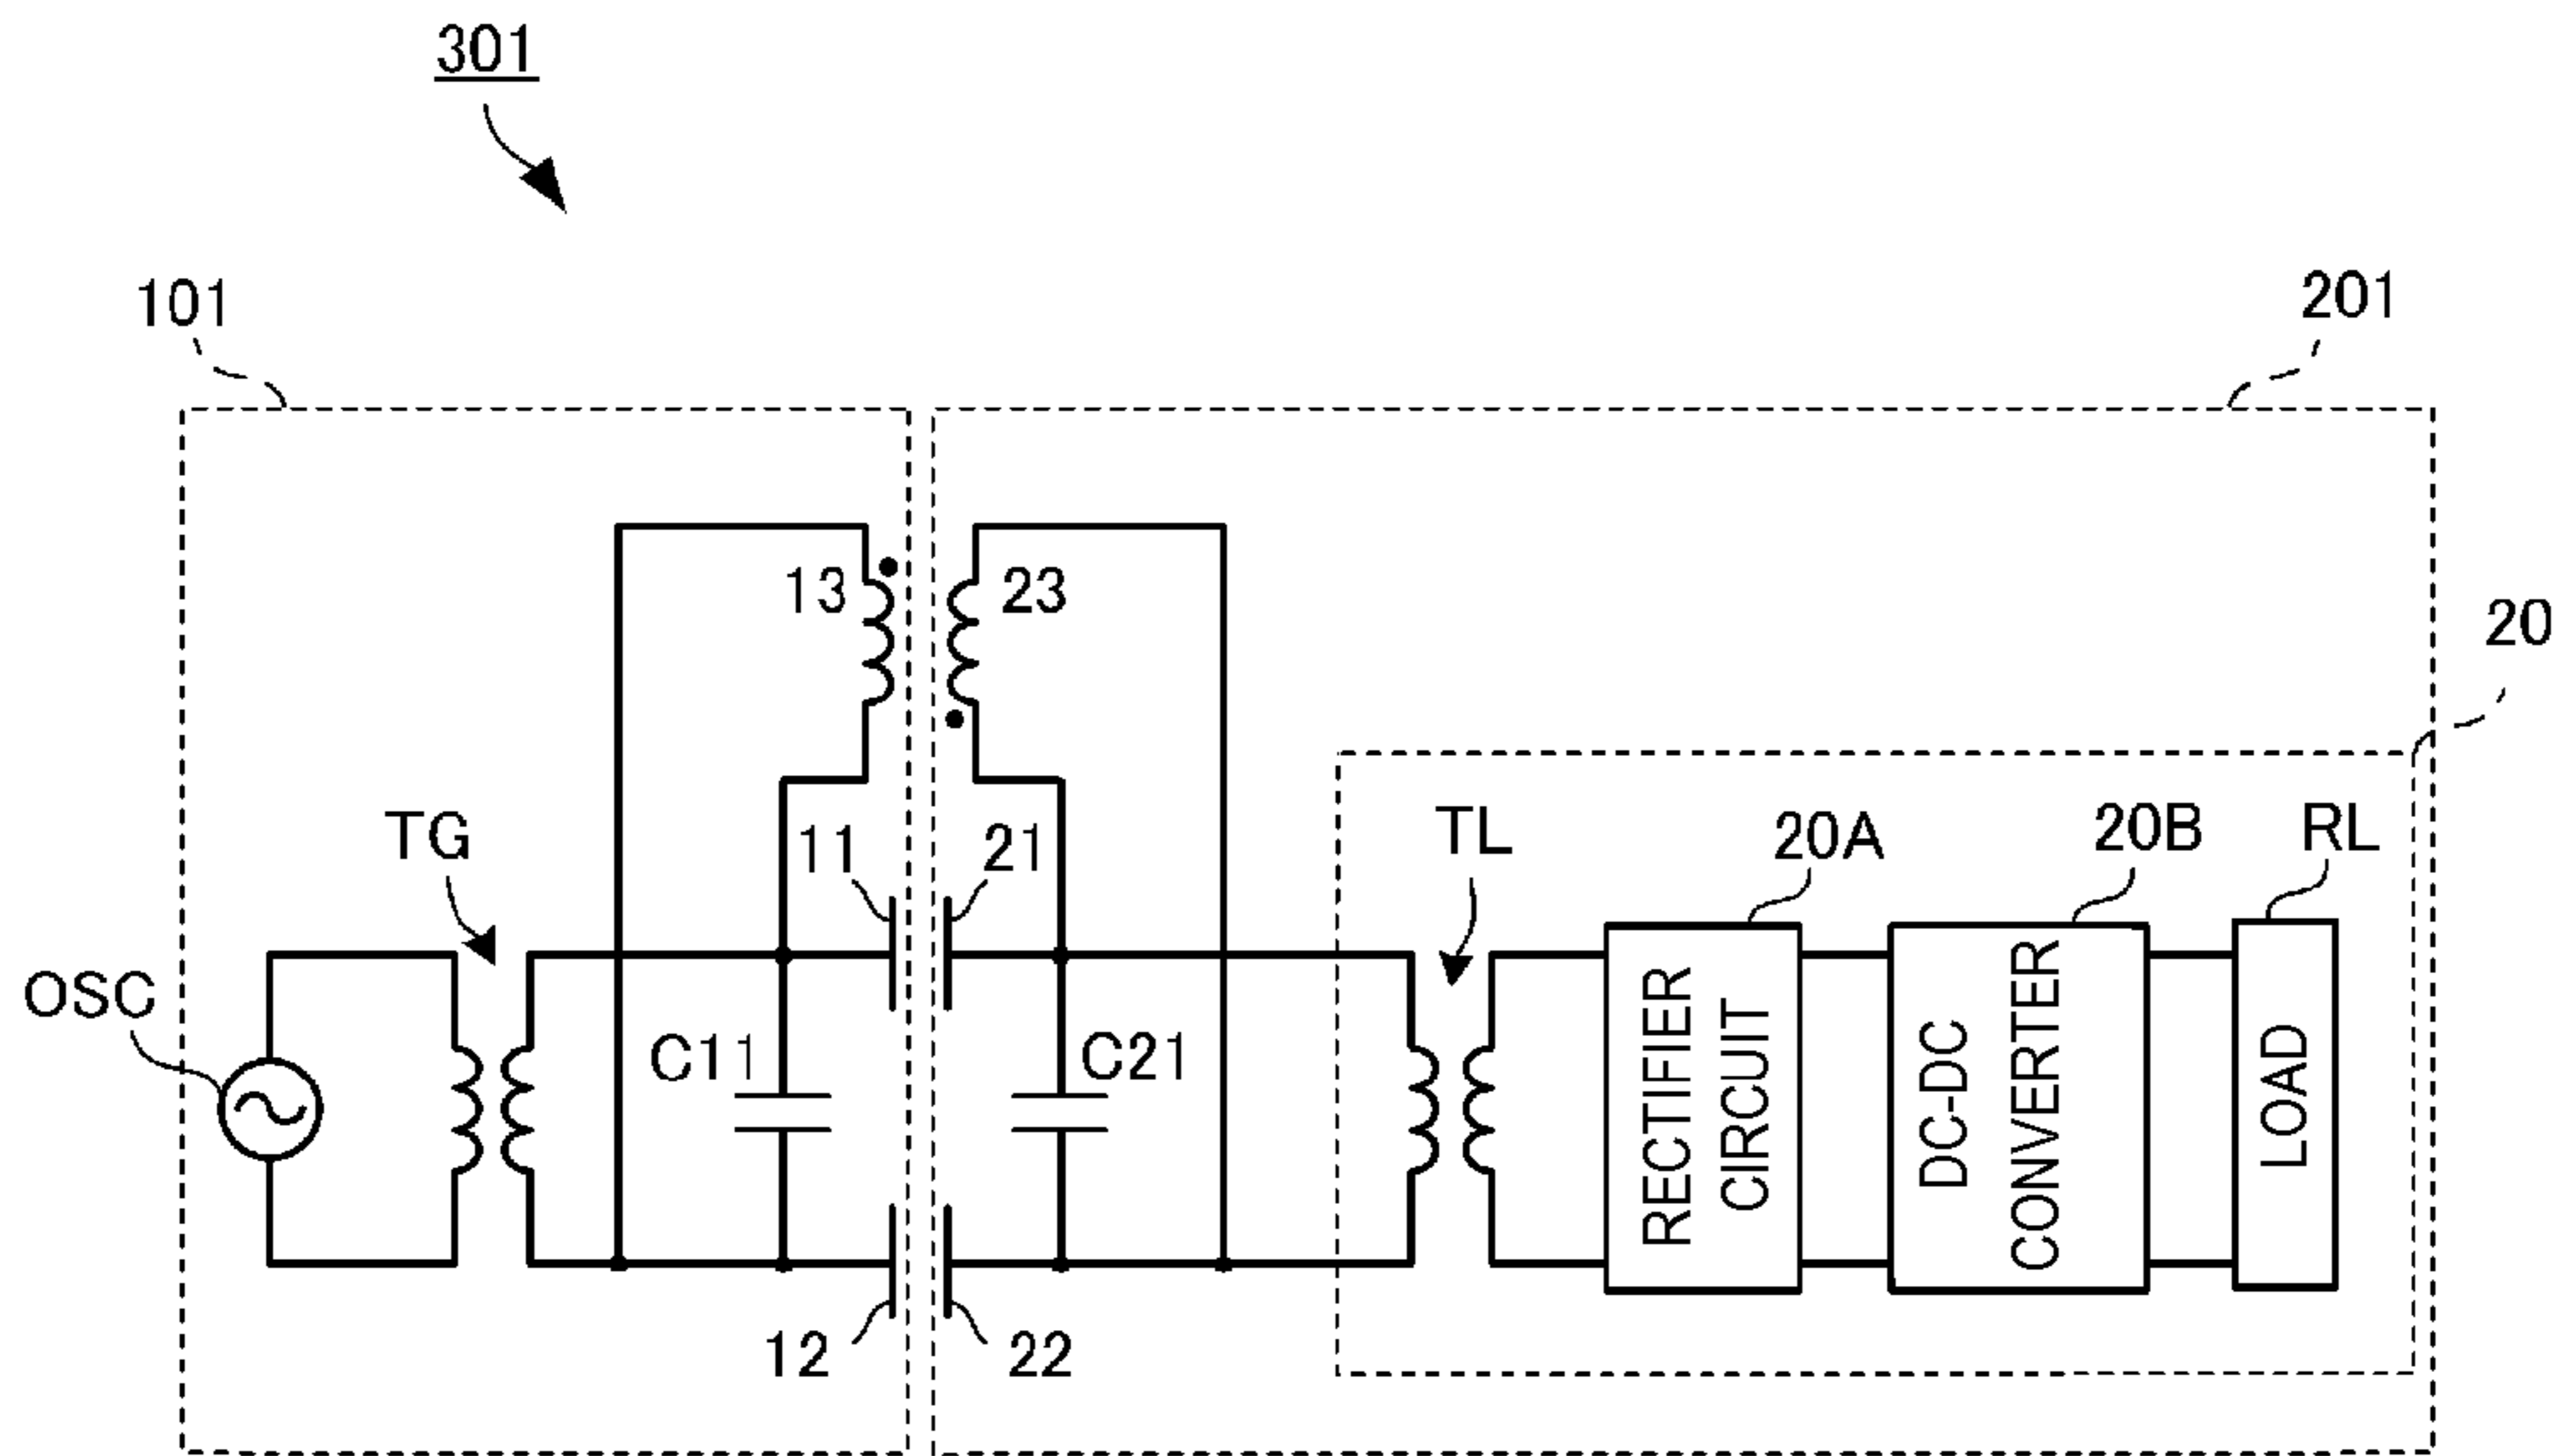 301
101
201
13
23
20
TG
11
21
TL
20A
20B
RL
OSC
C11
C21
RECTIFIER
CIRCUIT
DC-DC
CONVERTER
LOAD
12
22